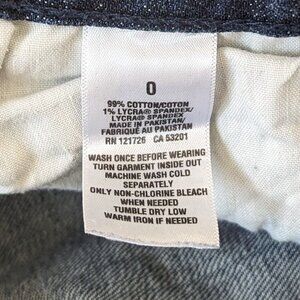 0
99% COTTON/COTON
1% LYCRA® SPANDEX/
LYCRA® SPANDEX
MADE IN PAKISTAN/
FABRIQUÉ AU PAKISTAN
RN 121726 CA 53201
WASH ONCE BEFORE WEARING
TURN GARMENT INSIDE OUT
MACHINE WASH COLD
SEPARATELY
ONLY NON-CHLORINE BLEACH
WHEN NEEDED
TUMBLE DRY LOW
WARM IRON IF NEEDED